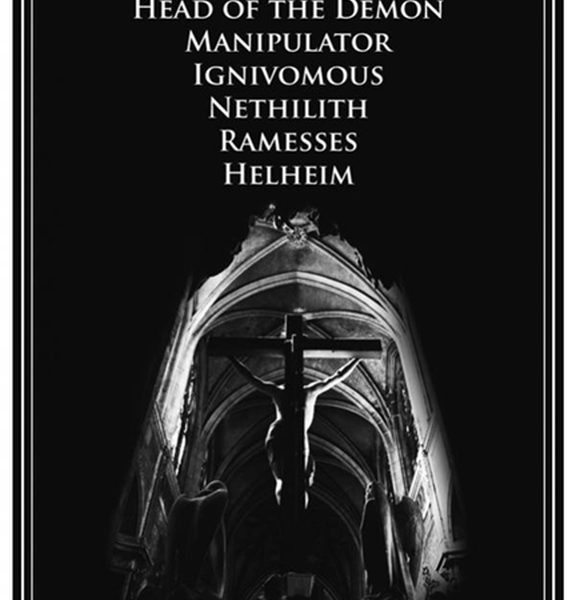 HEAD OF THE DEMON
MANIPULATOR
IGNIVOMOUS
NETHILITH
RAMESSES
HELHEIM